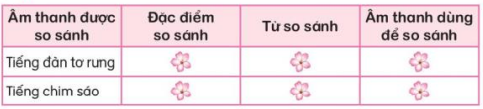 Âm thanh được so sánh
Đặc điểm so sánh
Từ so sánh
Âm thanh dùng để so sánh
Tiếng đàn tơ rưng
Tiếng chim sáo